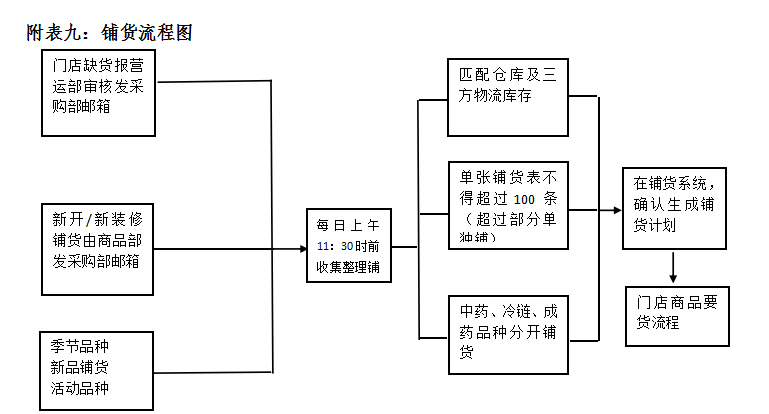 附表九：铺货流程图
门店缺货报营
运部审核发采
购部邮箱
新开/新装修
铺货由商品部
发采购部邮箱
季节品种
新品铺货
活动品种
每日上午
11：30时前
收集整理铺
匹配仓库及三
方物流库存
单张铺货表不
得超过100 条
（超过部分单
独铺）
中药、冷链、成
药品种分开铺
货
在铺货系统，
确认生成铺
货计划
门店商品要
货流程